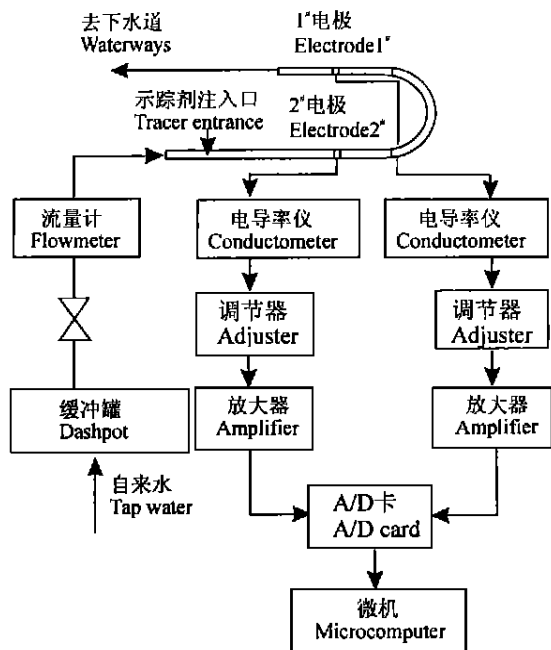 去下水道
Waterways
1#电极
Electrode1#
示踪剂注入口
Tracer entrance
2#电极
Electrode2#
流量计
Flowmeter
电导率仪
Conductometer
电导率仪
Conductometer
调节器
Adjuster
调节器
Adjuster
缓冲罐
Dashpot
放大器
Amplifier
放大器
Amplifier
自来水
Tap water
A/D卡
A/D card
微机
Microcomputer